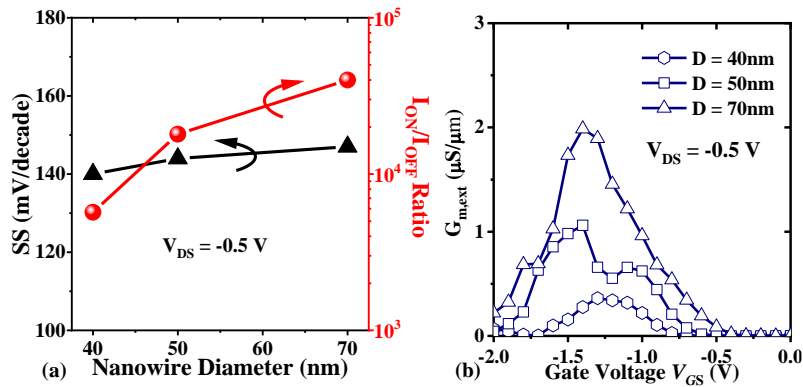 180
160
140
120
100
SS (mV/decade)
10^5
10^4
10^3
I_ON/I_OFF Ratio
V_DS = -0.5 V
40 50 60 70
(a) Nanowire Diameter (nm)
3
2
1
0
G_m,ext (μS/μm)
D = 40nm
D = 50nm
D = 70nm
V_DS = -0.5 V
-2.0 -1.5 -1.0 -0.5 0.0
(b) Gate Voltage V_GS (V)